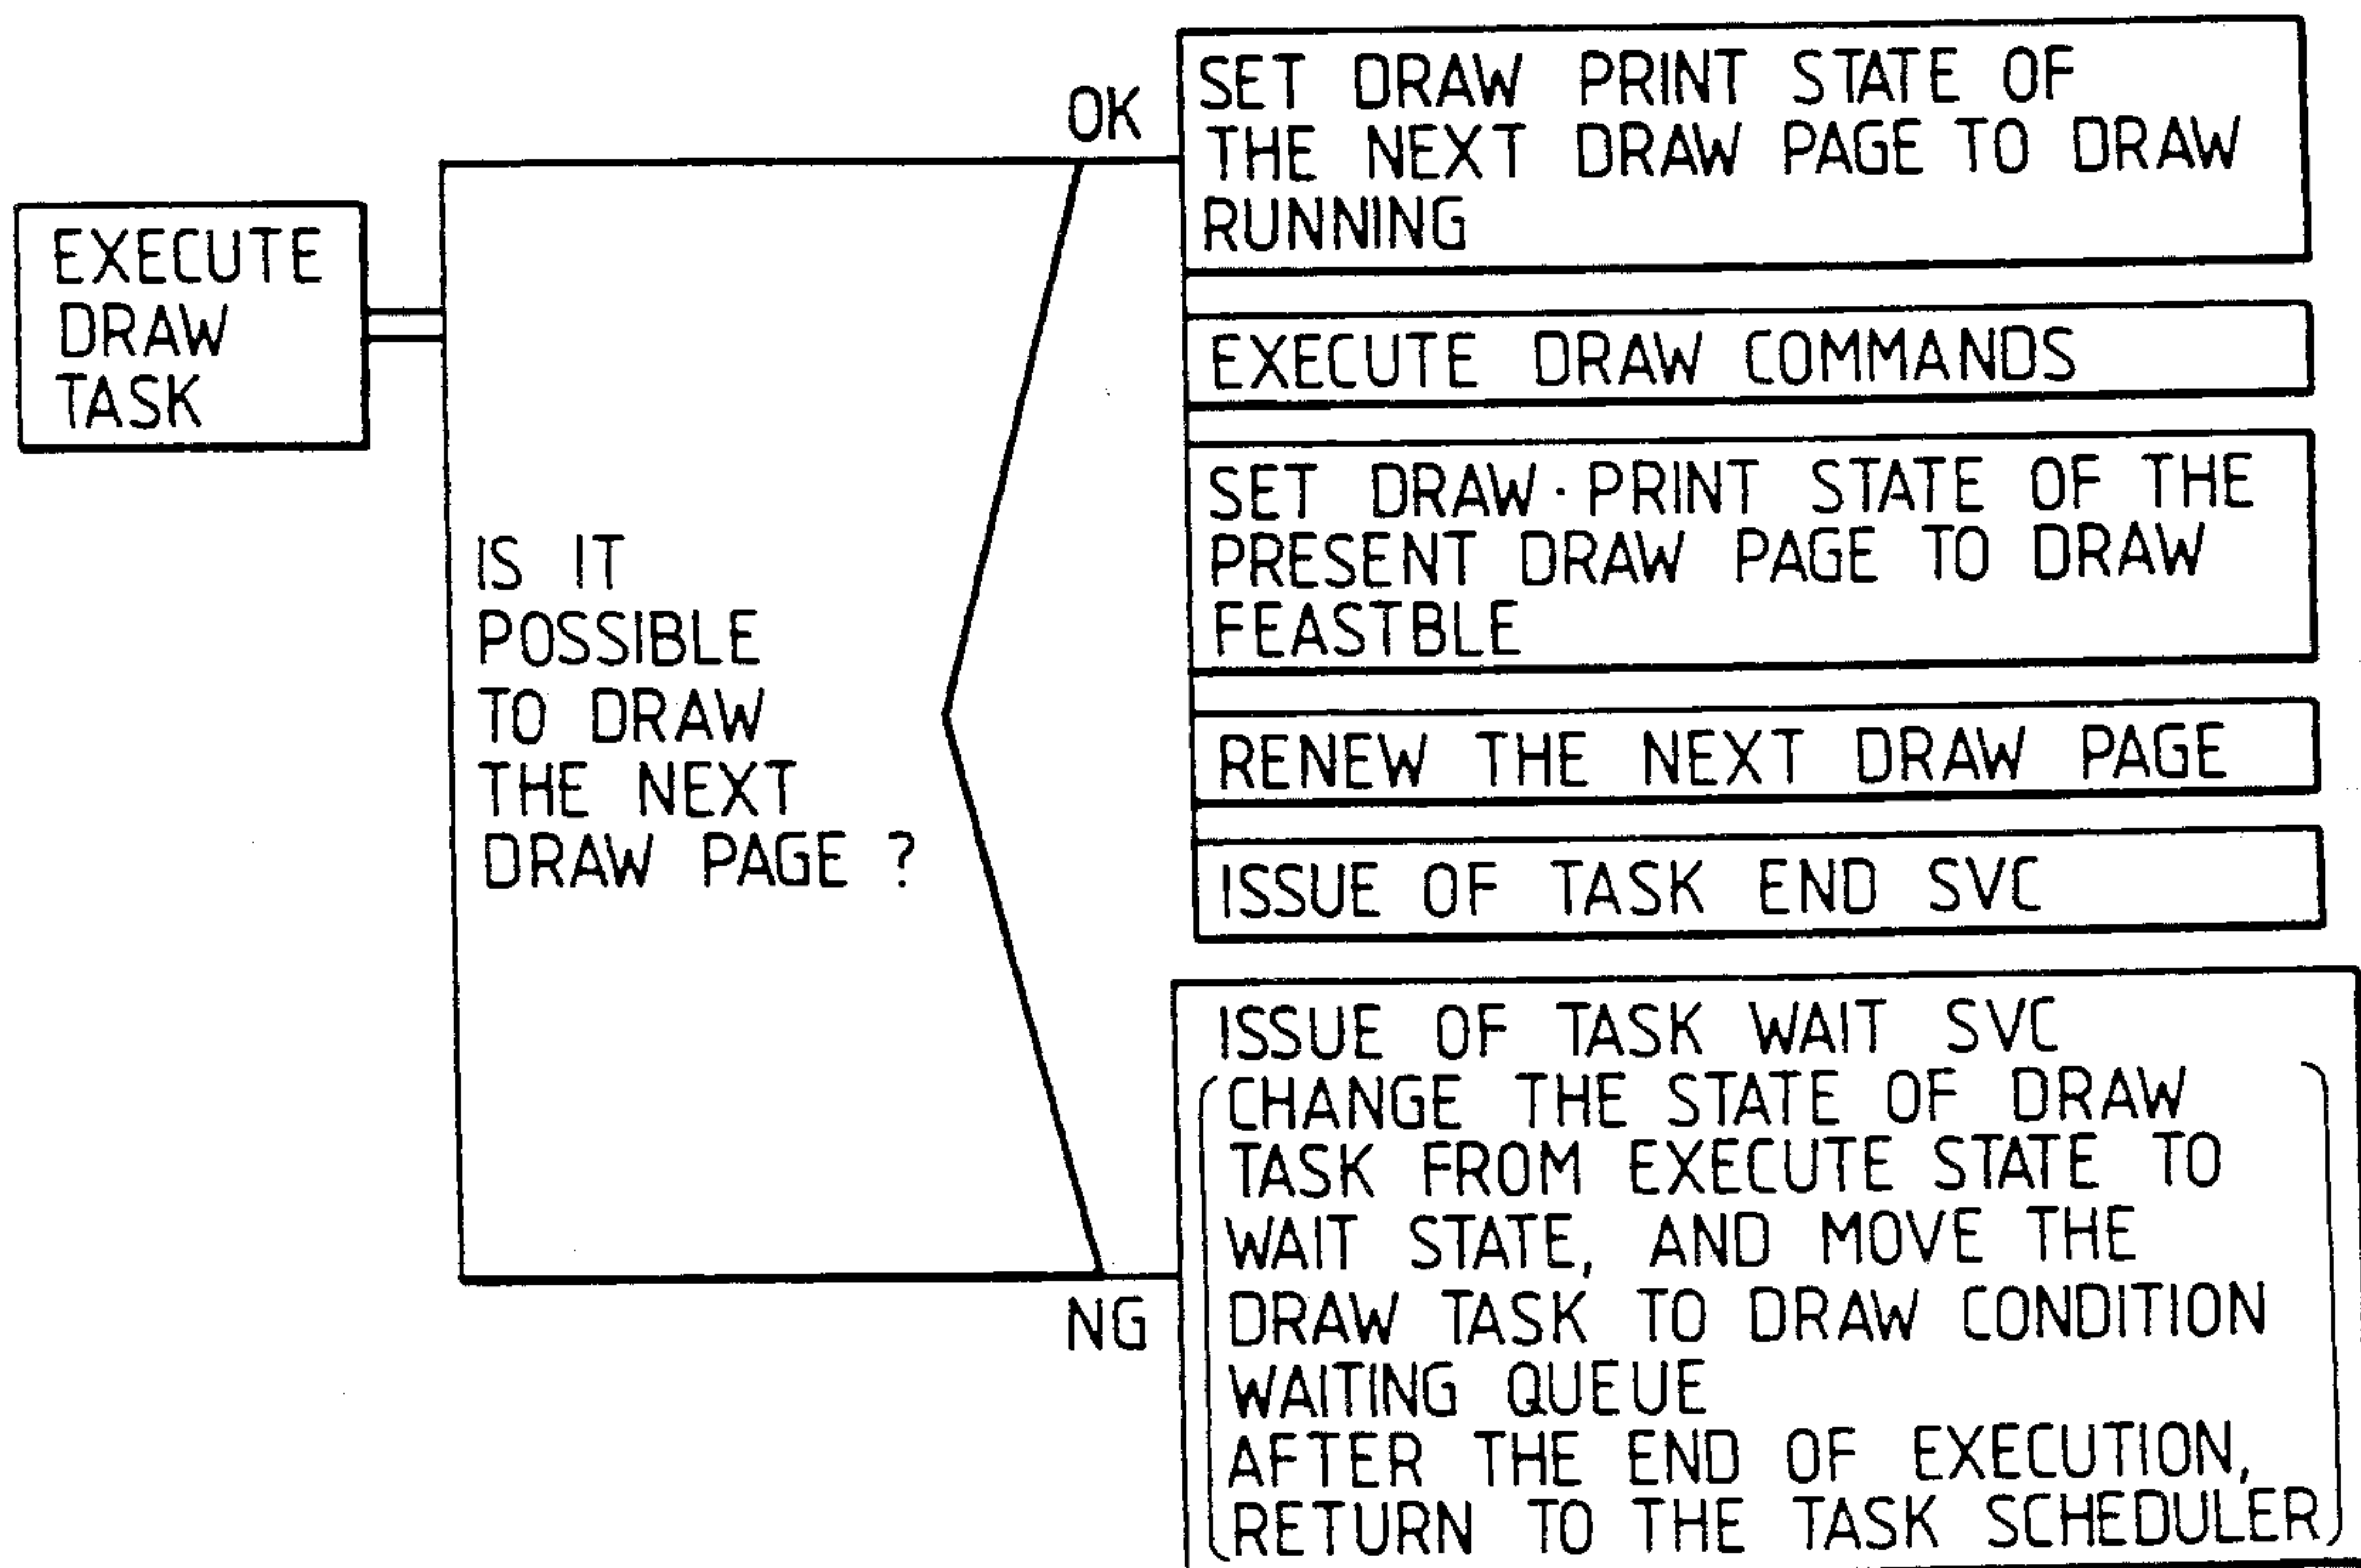 EXECUTE
DRAW
TASK
IS IT
POSSIBLE
TO DRAW
THE NEXT
DRAW PAGE ?
OK
SET DRAW PRINT STATE OF
THE NEXT DRAW PAGE TO DRAW
RUNNING
EXECUTE DRAW COMMANDS
SET DRAW · PRINT STATE OF THE
PRESENT DRAW PAGE TO DRAW
FEASTBLE
RENEW THE NEXT DRAW PAGE
ISSUE OF TASK END SVC
NG
ISSUE OF TASK WAIT SVC
(CHANGE THE STATE OF DRAW
TASK FROM EXECUTE STATE TO
WAIT STATE, AND MOVE THE
DRAW TASK TO DRAW CONDITION
WAITING QUEUE
AFTER THE END OF EXECUTION,
RETURN TO THE TASK SCHEDULER)